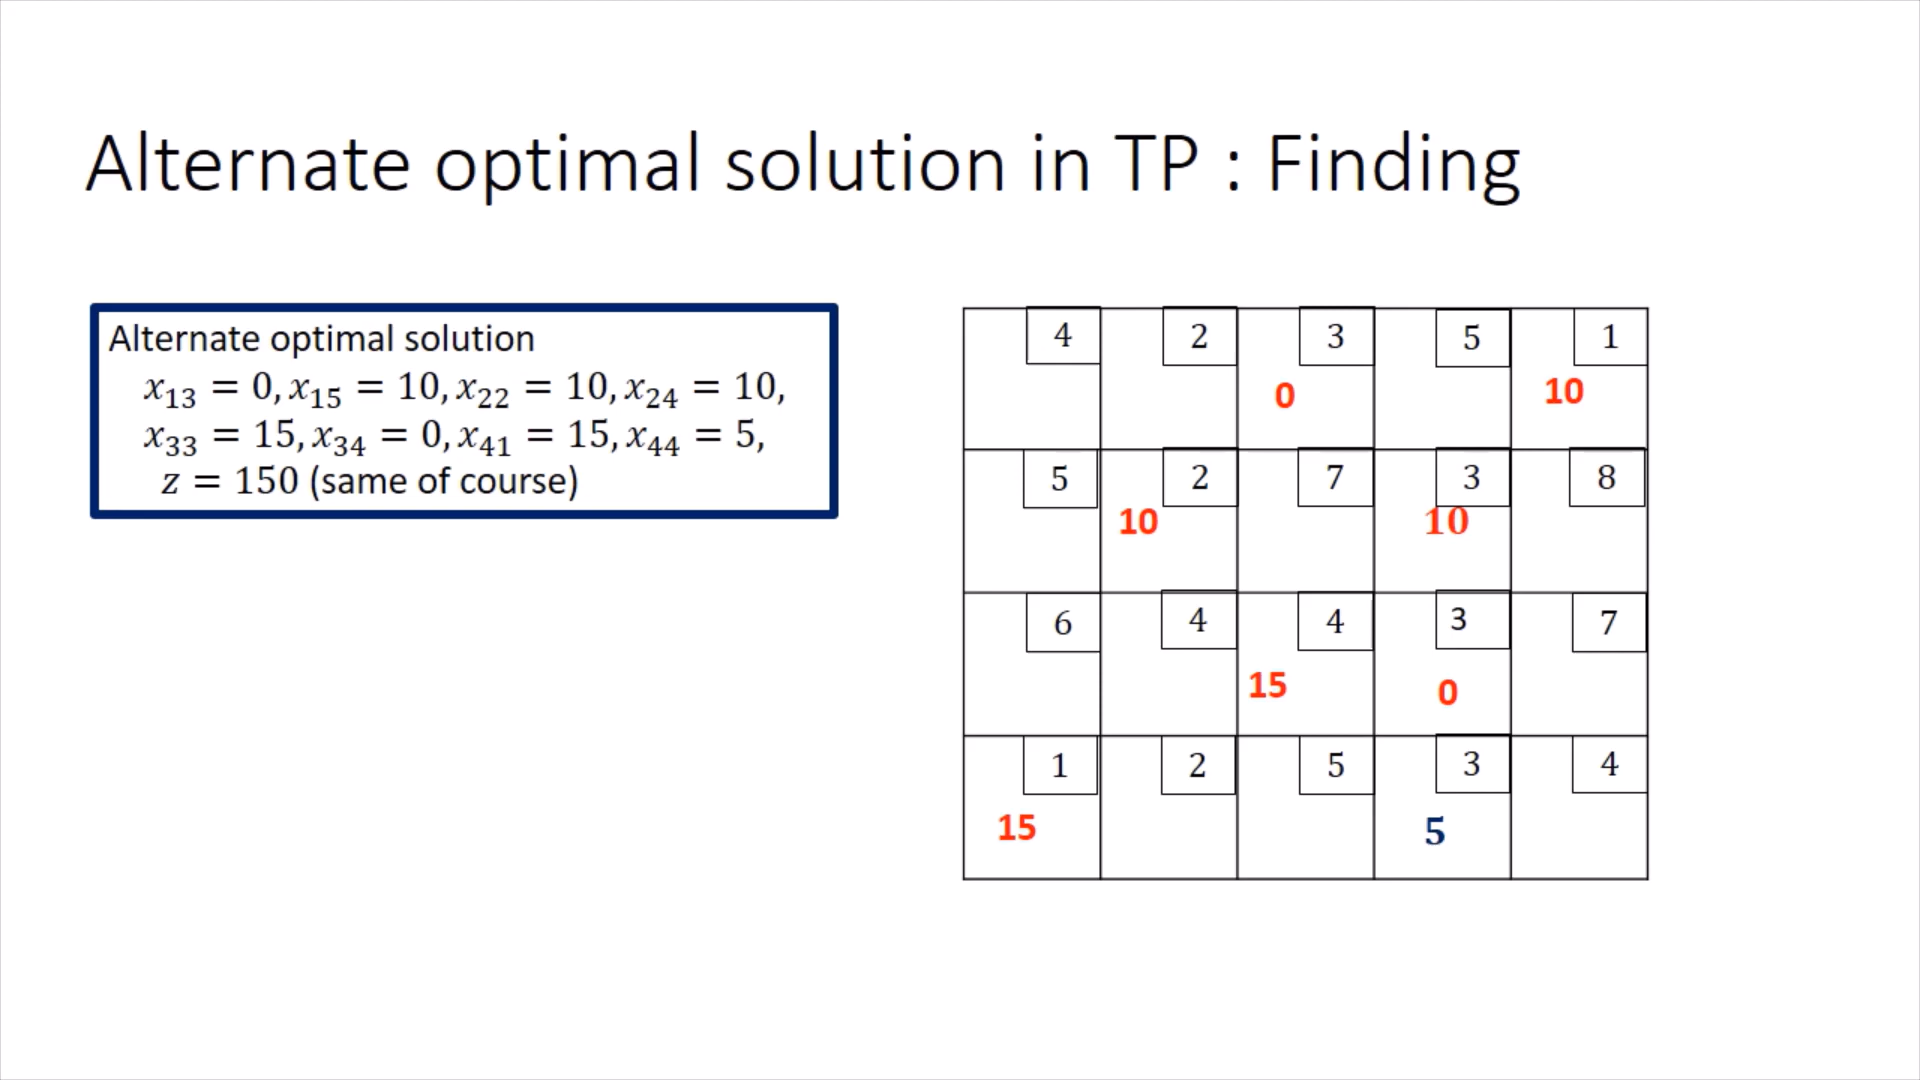 Alternate optimal solution in TP : Finding
Alternate optimal solution
x₁₃ = 0, x₁₅ = 10, x₂₂ = 10, x₂₄ = 10,
x₃₃ = 15, x₃₄ = 0, x₄₁ = 15, x₄₄ = 5,
z = 150 (same of course)
4 2 3 5 1
0 10
5 2 7 3 8
10 10
6 4 4 3 7
15 0
1 2 5 3 4
15 5